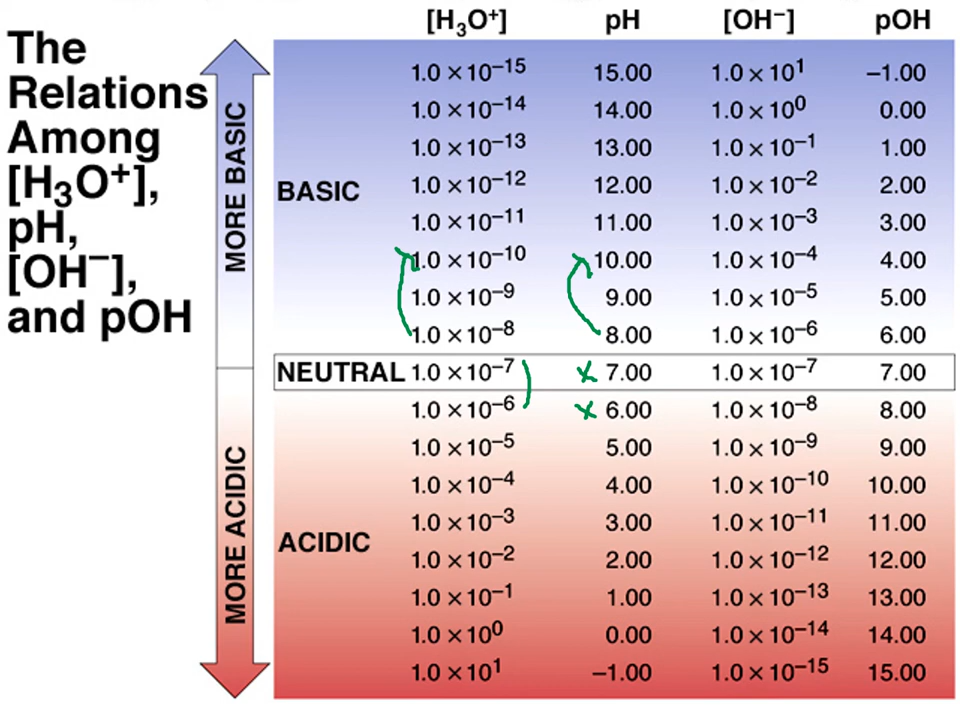 The
Relations
Among
[H₃O⁺],
pH,
[OH⁻],
and pOH
MORE BASIC
MORE ACIDIC
[H₃O⁺] pH [OH⁻] pOH
1.0 × 10⁻¹⁵ 15.00 1.0 × 10¹ –1.00
1.0 × 10⁻¹⁴ 14.00 1.0 × 10⁰ 0.00
1.0 × 10⁻¹³ 13.00 1.0 × 10⁻¹ 1.00
BASIC 1.0 × 10⁻¹² 12.00 1.0 × 10⁻² 2.00
1.0 × 10⁻¹¹ 11.00 1.0 × 10⁻³ 3.00
1.0 × 10⁻¹⁰ 10.00 1.0 × 10⁻⁴ 4.00
1.0 × 10⁻⁹ 9.00 1.0 × 10⁻⁵ 5.00
1.0 × 10⁻⁸ 8.00 1.0 × 10⁻⁶ 6.00
NEUTRAL 1.0 × 10⁻⁷ x 7.00 1.0 × 10⁻⁷ 7.00
1.0 × 10⁻⁶ x 6.00 1.0 × 10⁻⁸ 8.00
1.0 × 10⁻⁵ 5.00 1.0 × 10⁻⁹ 9.00
1.0 × 10⁻⁴ 4.00 1.0 × 10⁻¹⁰ 10.00
1.0 × 10⁻³ 3.00 1.0 × 10⁻¹¹ 11.00
ACIDIC 1.0 × 10⁻² 2.00 1.0 × 10⁻¹² 12.00
1.0 × 10⁻¹ 1.00 1.0 × 10⁻¹³ 13.00
1.0 × 10⁰ 0.00 1.0 × 10⁻¹⁴ 14.00
1.0 × 10¹ –1.00 1.0 × 10⁻¹⁵ 15.00